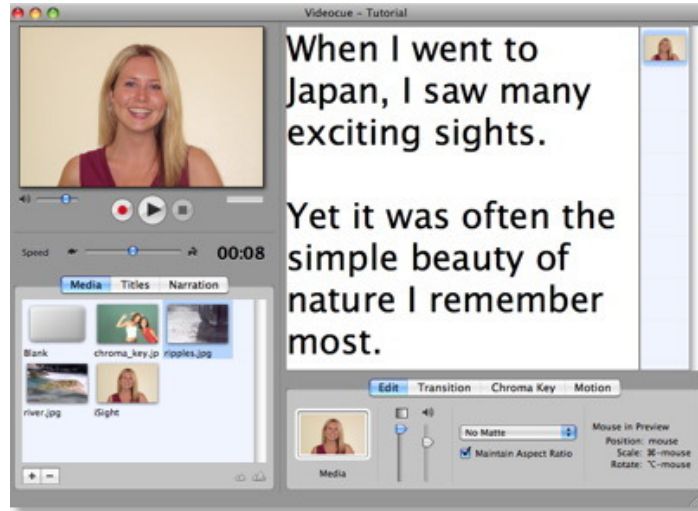 Videocue – Tutorial
When I went to
Japan, I saw many
exciting sights.
Yet it was often the
simple beauty of
nature I remember
most.
Speed
00:08
Media Titles Narration
Blank chroma_key.jp ripples.jpg
river.jpg iSight
Edit Transition Chroma Key Motion
Media
No Matte
Maintain Aspect Ratio
Mouse in Preview
Position: mouse
Scale: ⌘-mouse
Rotate: ⌥-mouse